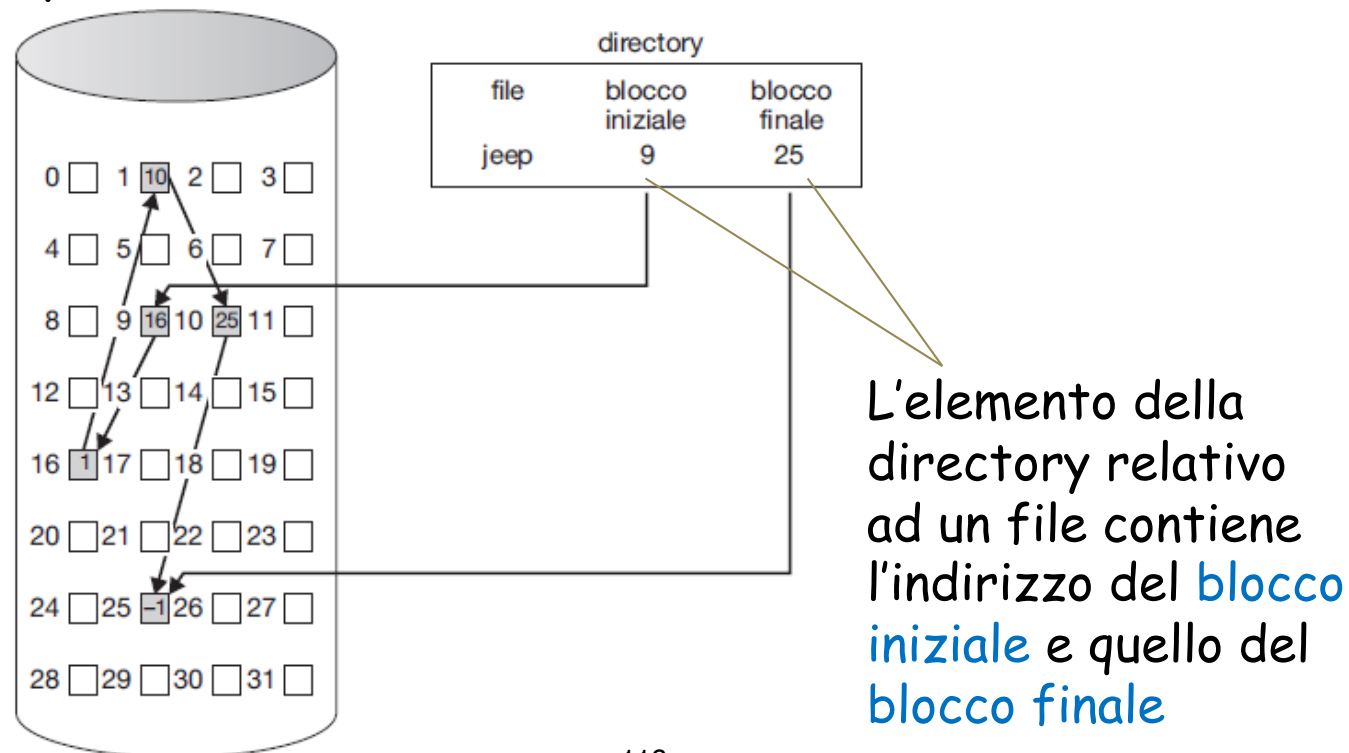 directory
file blocco iniziale blocco finale
jeep 9 25
0 1 10 2 3
4 5 6 7
8 9 16 10 25 11
12 13 14 15
16 1 17 18 19
20 21 22 23
24 25 -1 26 27
28 29 30 31
L'elemento della
directory relativo
ad un file contiene
l'indirizzo del blocco
iniziale e quello del
blocco finale